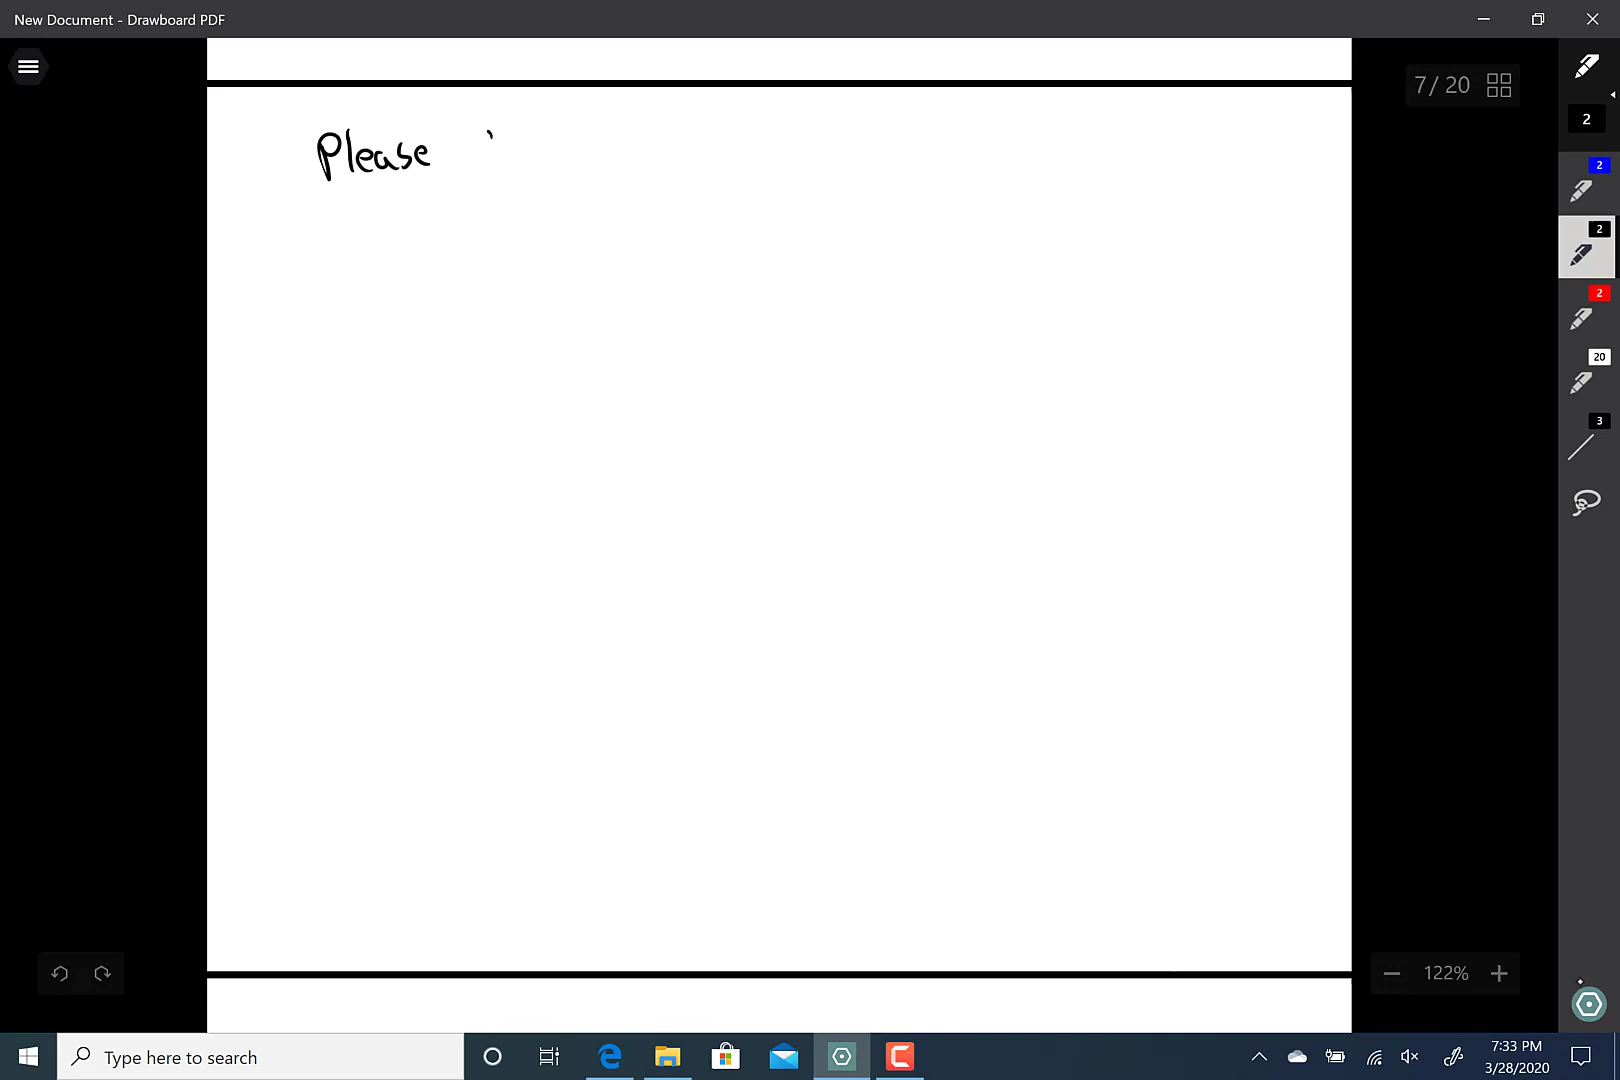 New Document - Drawboard PDF
7 / 20
2
2
Please
2
2
20
3
122%
Type here to search
7:33 PM
3/28/2020